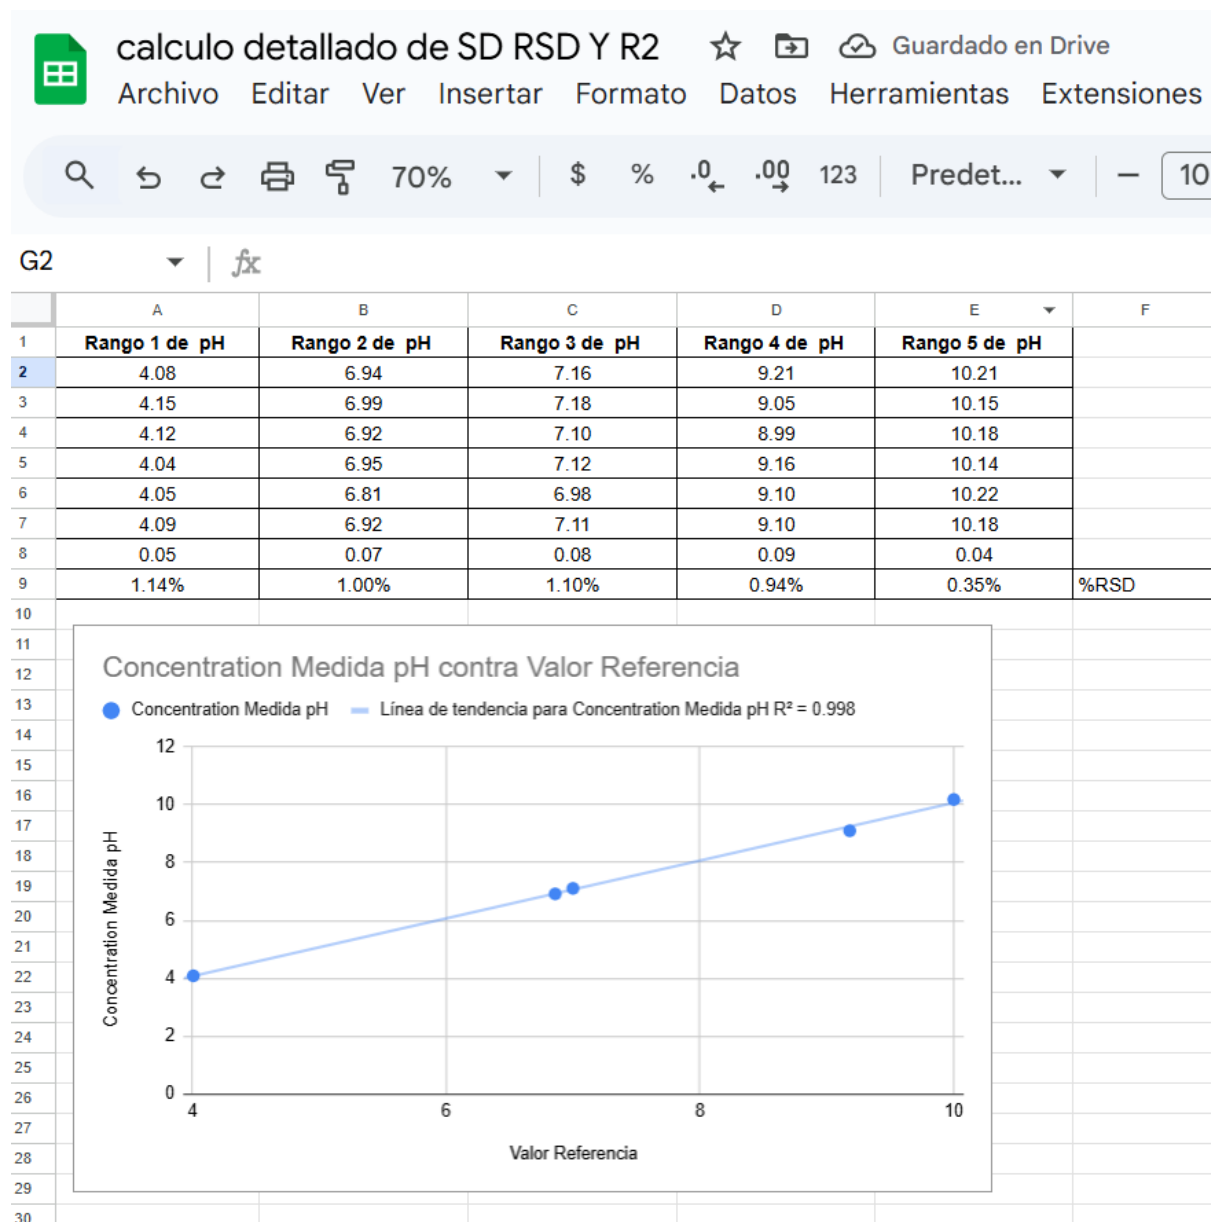 calculo detallado de SD RSD Y R2 Guardado en Drive
Archivo Editar Ver Insertar Formato Datos Herramientas Extensiones
70% $ % .0 .00 123 Predet... 10
G2 fx
A B C D E F
1 Rango 1 de pH Rango 2 de pH Rango 3 de pH Rango 4 de pH Rango 5 de pH
2 4.08 6.94 7.16 9.21 10.21
3 4.15 6.99 7.18 9.05 10.15
4 4.12 6.92 7.10 8.99 10.18
5 4.04 6.95 7.12 9.16 10.14
6 4.05 6.81 6.98 9.10 10.22
7 4.09 6.92 7.11 9.10 10.18
8 0.05 0.07 0.08 0.09 0.04
9 1.14% 1.00% 1.10% 0.94% 0.35% %RSD
10
11
12
13
14
15
16
17
18
19
20
21
22
23
24
25
26
27
28
29
30
Concentration Medida pH contra Valor Referencia
Concentration Medida pH Línea de tendencia para Concentration Medida pH R² = 0.998
Concentration Medida pH
12
10
8
6
4
2
0
4 6 8 10
Valor Referencia